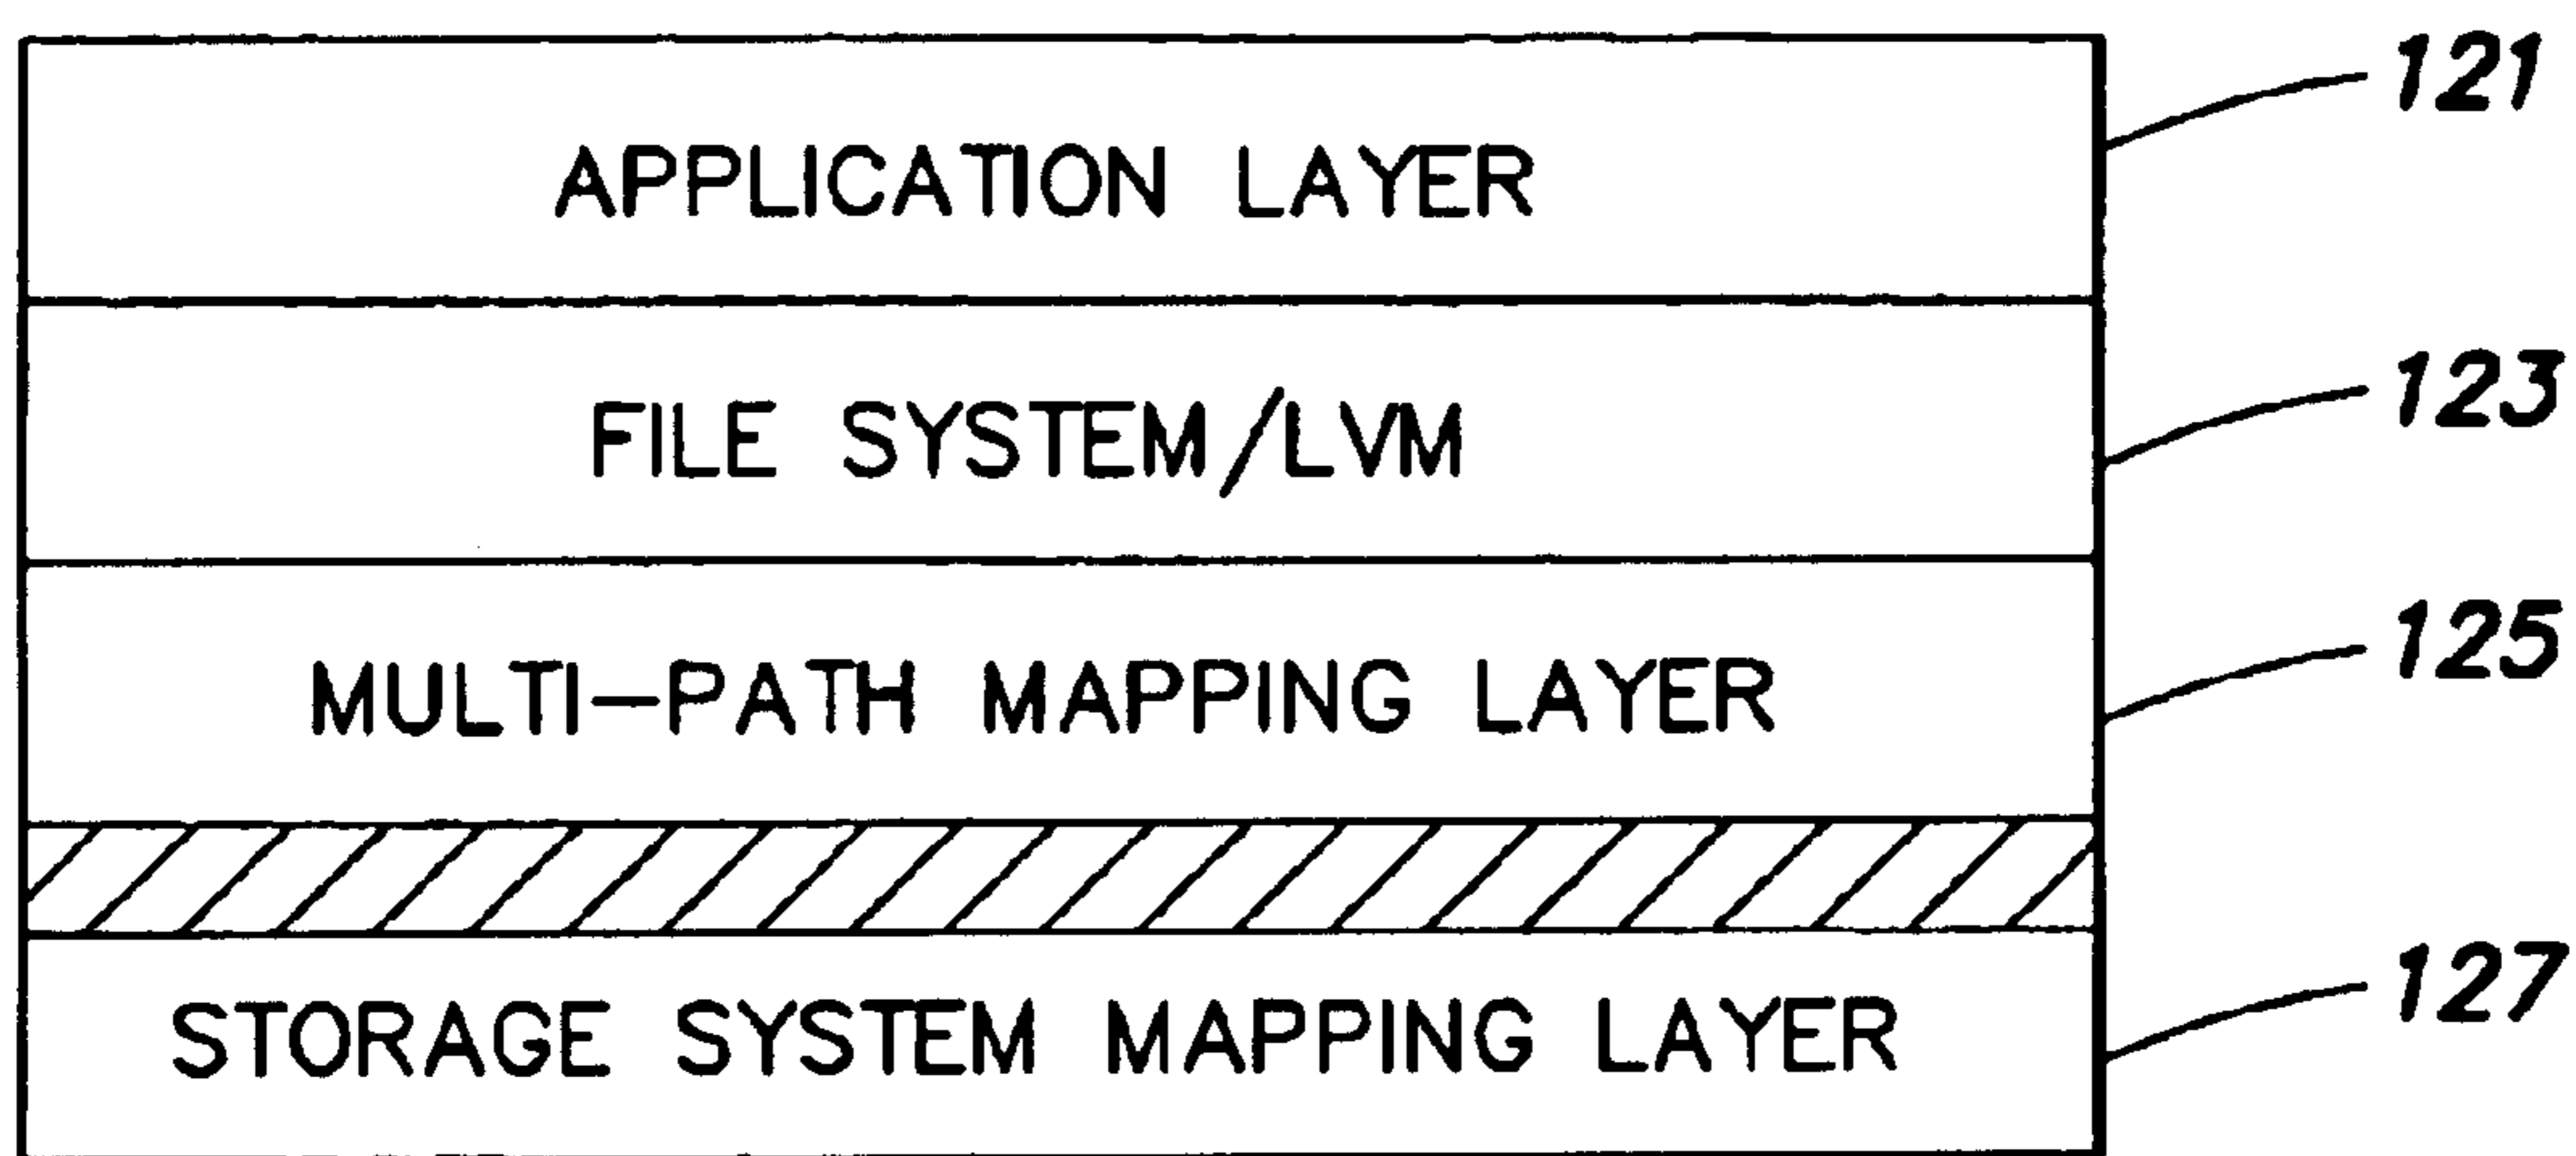 APPLICATION LAYER
121
FILE SYSTEM/LVM
123
MULTI-PATH MAPPING LAYER
125
STORAGE SYSTEM MAPPING LAYER
127